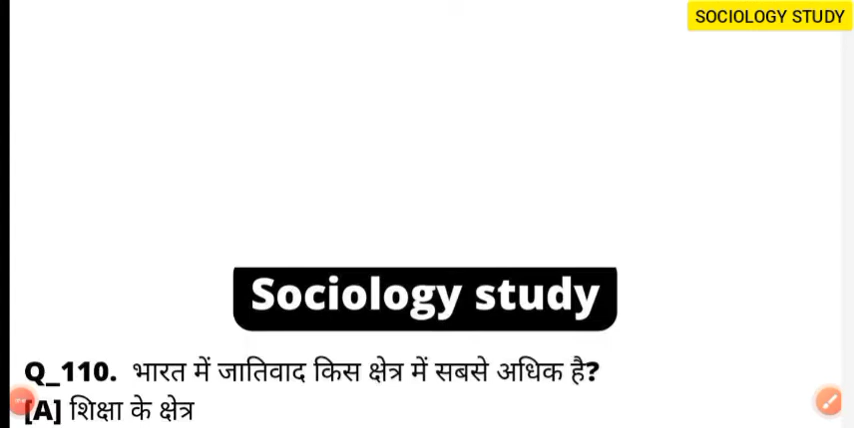 SOCIOLOGY STUDY
Sociology study
Q_110. भारत में जातिवाद किस क्षेत्र में सबसे अधिक है?
[A] शिक्षा के क्षेत्र